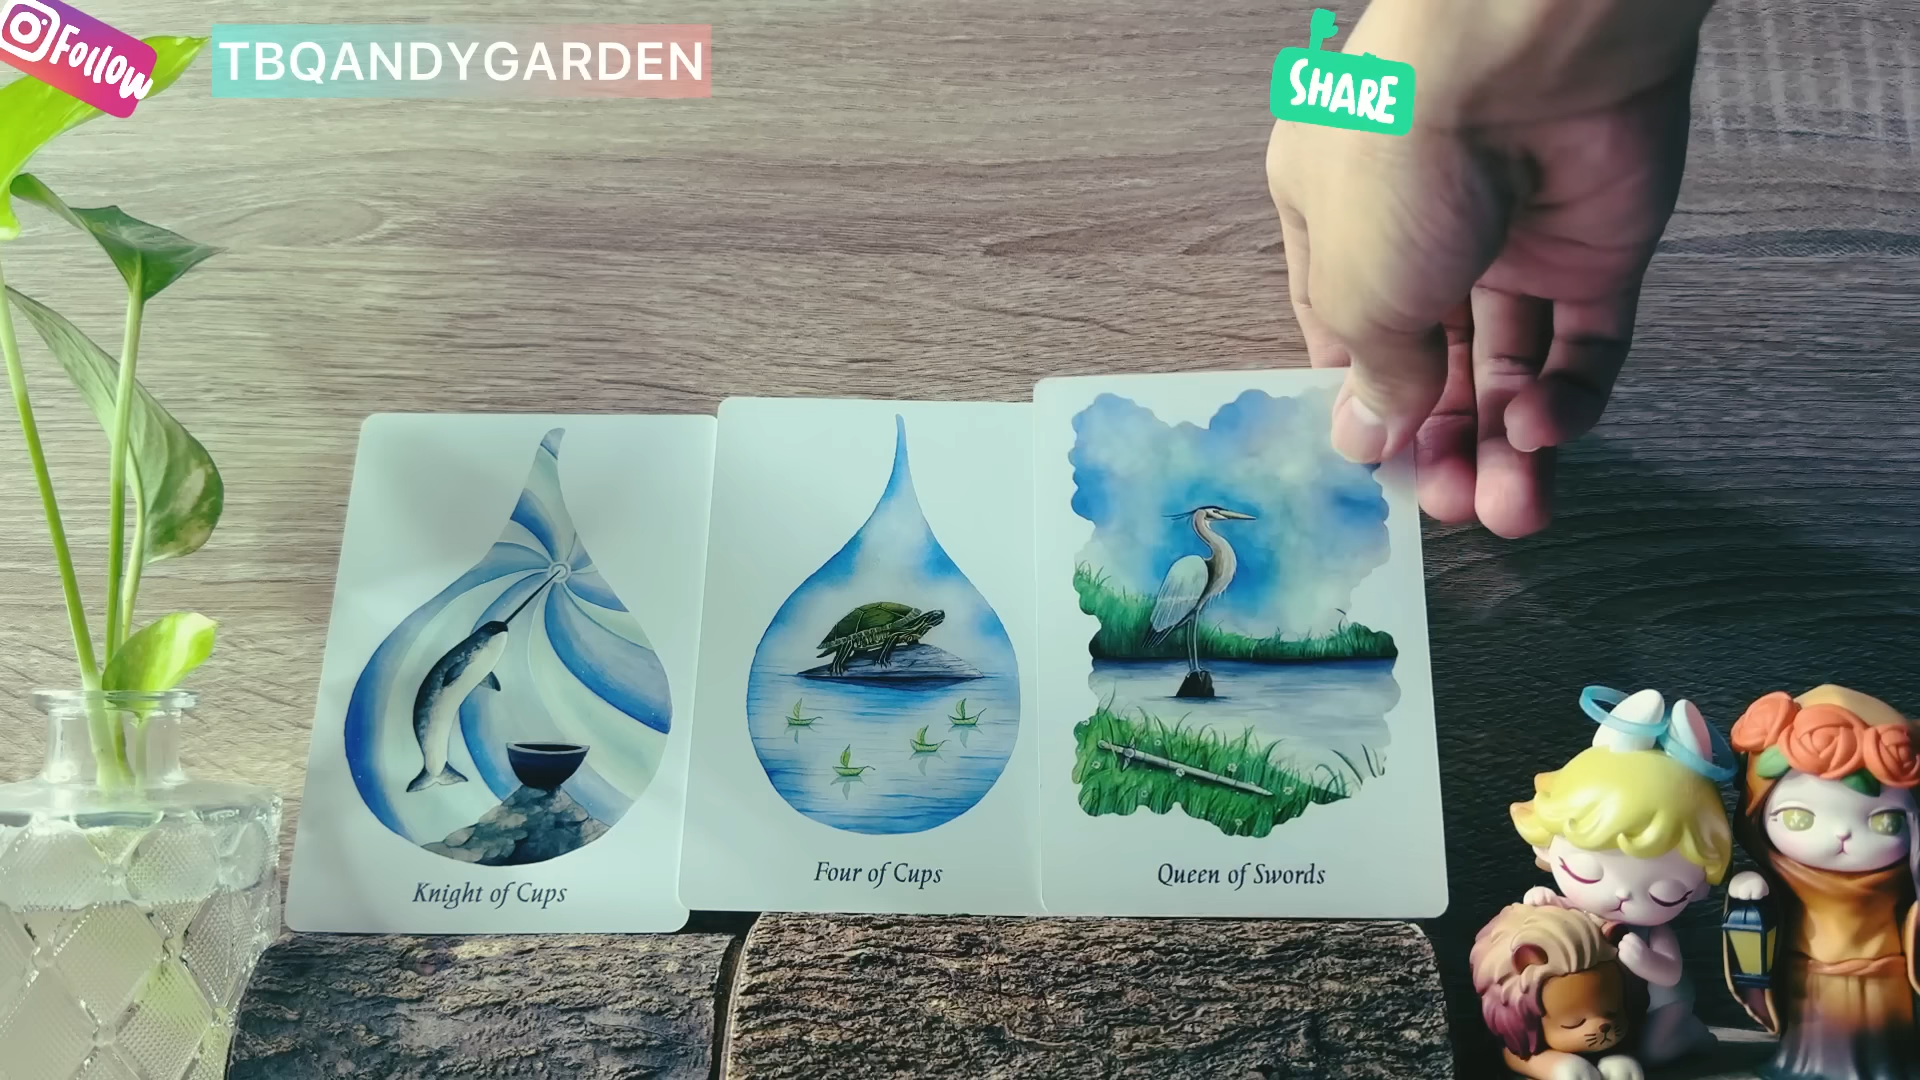 Follow
TBQANDYGARDEN
SHARE
Knight of Cups
Four of Cups
Queen of Swords